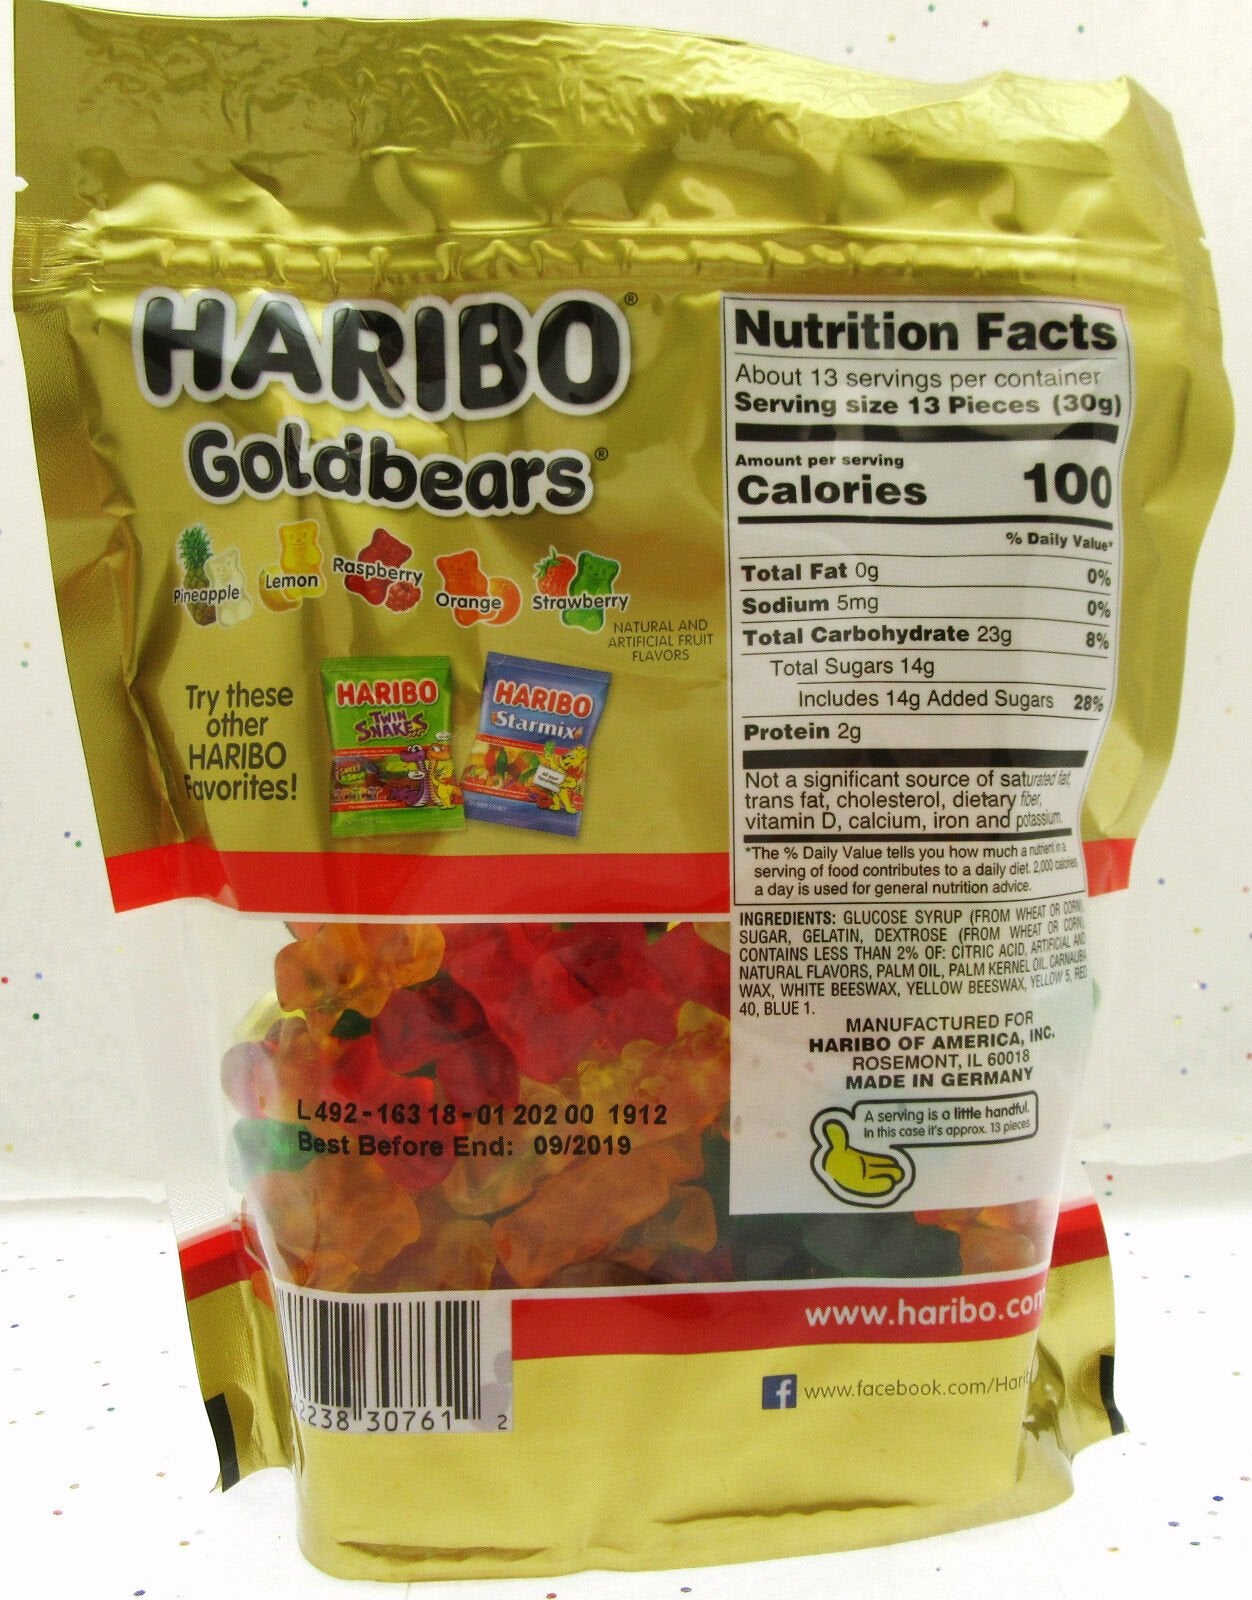 HARIBO®
Goldbears®
Pineapple
Lemon
Raspberry
Orange
Strawberry
NATURAL AND
ARTIFICIAL FRUIT
FLAVORS
Try these
other
HARIBO
Favorites!
HARIBO
TWIN
SNAKES
HARIBO
Starmix
Nutrition Facts
About 13 servings per container
Serving size 13 Pieces (30g)
Amount per serving
Calories 100
% Daily Value*
Total Fat 0g 0%
Sodium 5mg 0%
Total Carbohydrate 23g 8%
Total Sugars 14g
Includes 14g Added Sugars 28%
Protein 2g
Not a significant source of saturated fat,
trans fat, cholesterol, dietary fiber,
vitamin D, calcium, iron and potassium.
*The % Daily Value tells you how much a nutrient in a
serving of food contributes to a daily diet. 2,000 calories
a day is used for general nutrition advice.
INGREDIENTS: GLUCOSE SYRUP (FROM WHEAT OR CORN),
SUGAR, GELATIN, DEXTROSE (FROM WHEAT OR CORN),
CONTAINS LESS THAN 2% OF: CITRIC ACID, ARTIFICIAL AND
NATURAL FLAVORS, PALM OIL, PALM KERNEL OIL, CARNAUBA
WAX, WHITE BEESWAX, YELLOW BEESWAX, YELLOW 5, RED
40, BLUE 1.
MANUFACTURED FOR
HARIBO OF AMERICA, INC.
ROSEMONT, IL 60018
MADE IN GERMANY
A serving is a little handful.
In this case it's approx. 13 pieces
L492-163 18-01 202 00 1912
Best Before End: 09/2019
www.haribo.com
f www.facebook.com/Hari
2238 30761 2